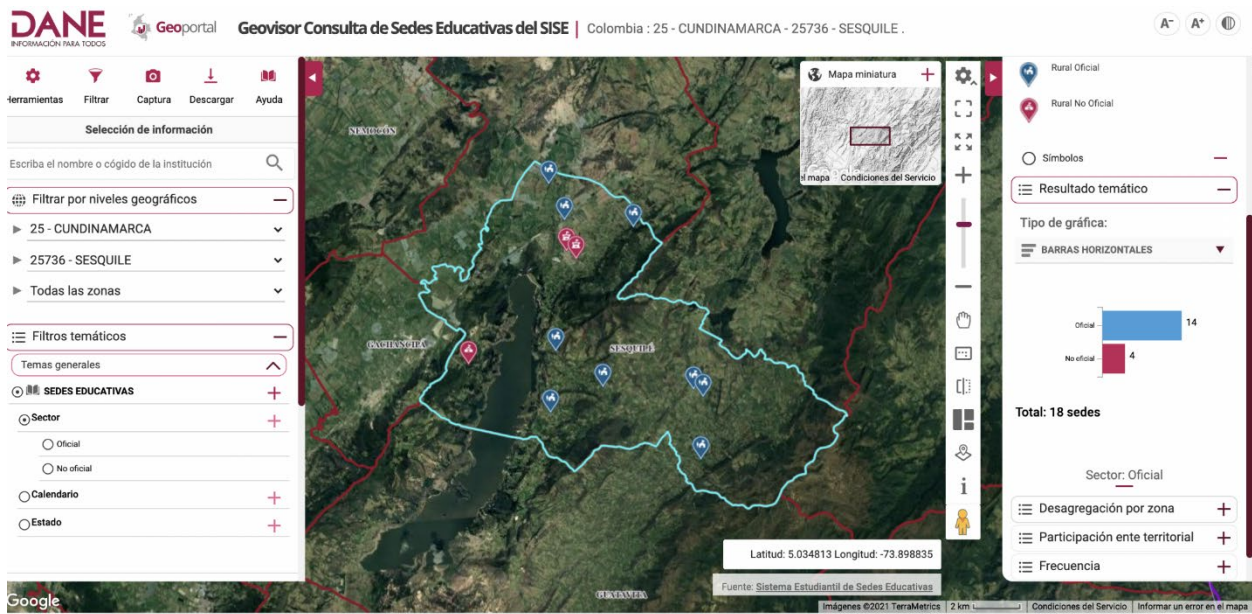 DANE
INFORMACIÓN PARA TODOS
Geoportal
Geovisor Consulta de Sedes Educativas del SISE | Colombia : 25 - CUNDINAMARCA - 25736 - SESQUILE .
A- A+
Herramientas Filtrar Captura Descargar Ayuda
Selección de información
Escriba el nombre o cógido de la institución
Filtrar por niveles geográficos
25 - CUNDINAMARCA
25736 - SESQUILE
Todas las zonas
Filtros temáticos
Temas generales
SEDES EDUCATIVAS
Sector
Oficial
No oficial
Calendario
Estado
NEMOCÓN
GACHANCIPÁ
SESQUILÉ
GUATAVITA
Google
Mapa miniatura
el mapa Condiciones del Servicio
Latitud: 5.034813 Longitud: -73.898835
Fuente: Sistema Estudiantil de Sedes Educativas
Imágenes ©2021 TerraMetrics 2 km Condiciones del Servicio Informar un error en el mapa
Rural Oficial
Rural No Oficial
Símbolos
Resultado temático
Tipo de gráfica:
BARRAS HORIZONTALES
Oficial 14
No oficial 4
Total: 18 sedes
Sector: Oficial
Desagregación por zona
Participación ente territorial
Frecuencia